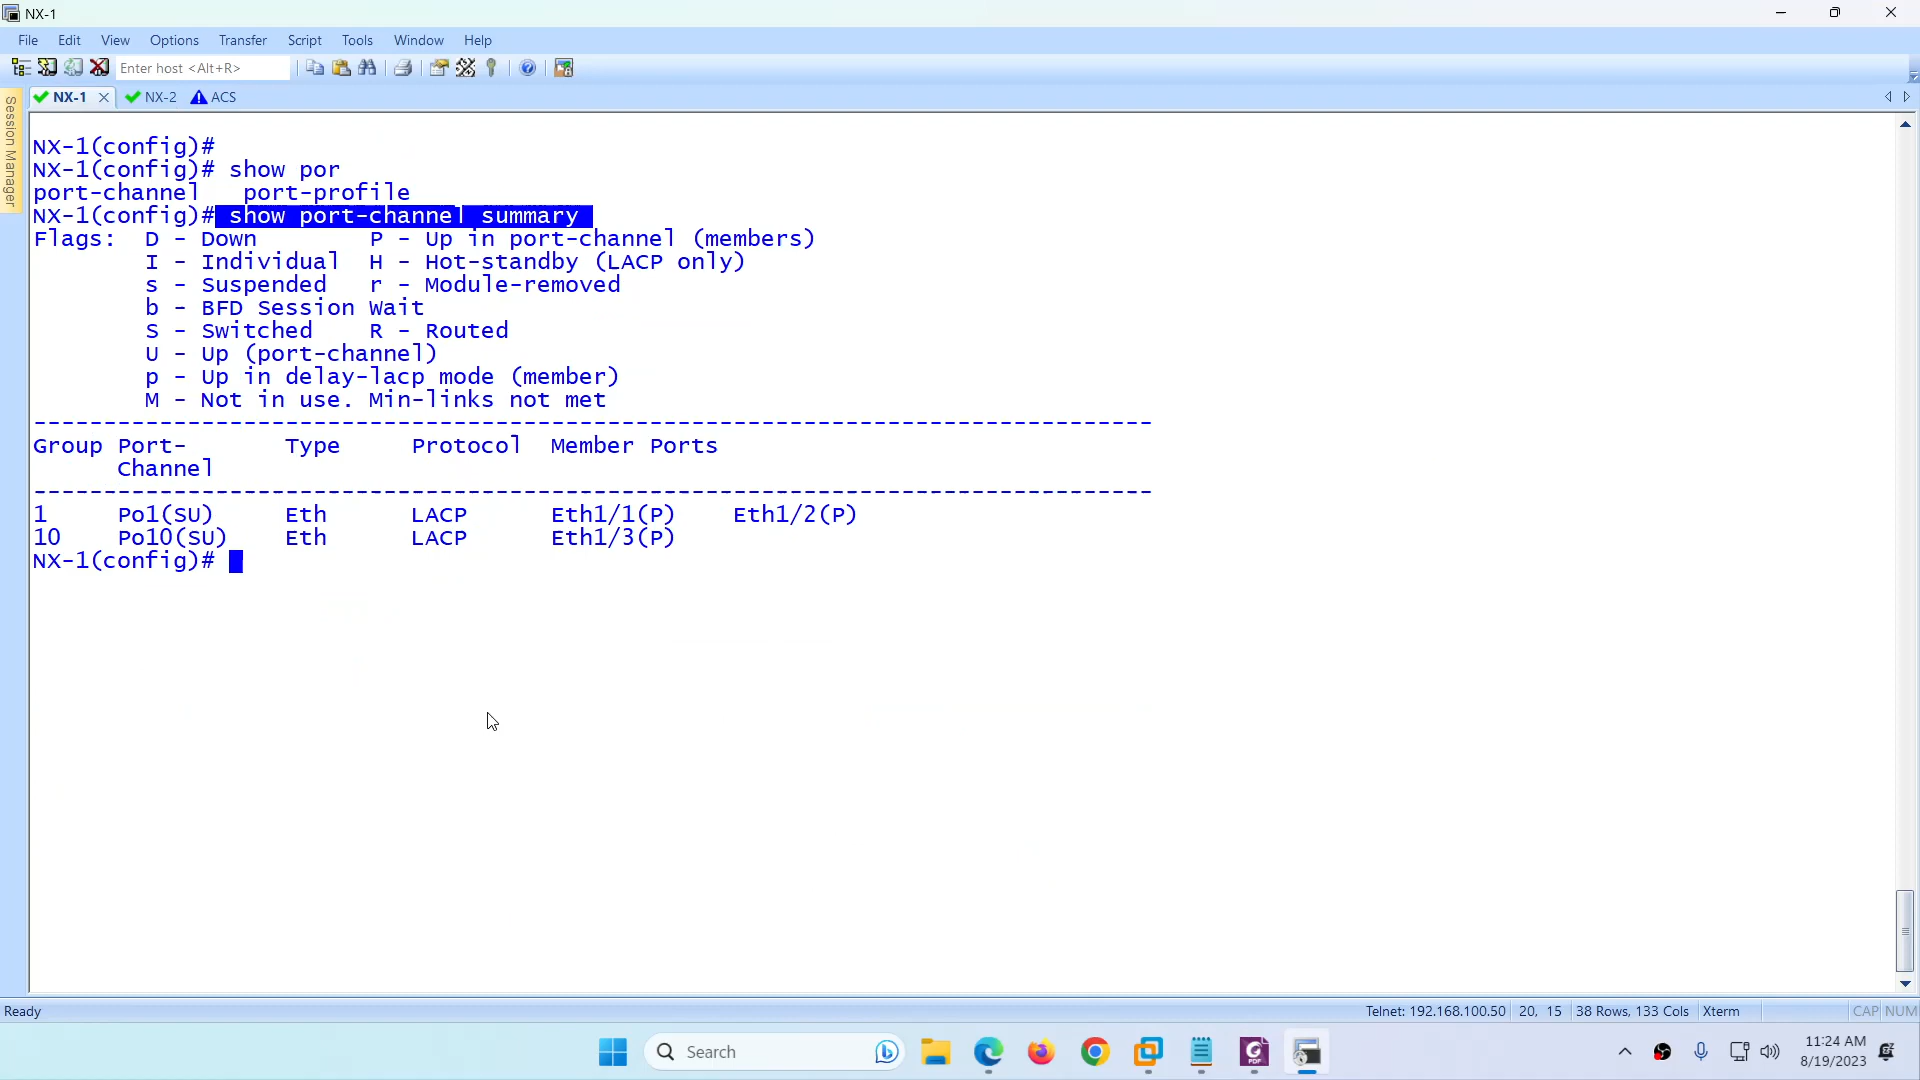 NX-1
File Edit View Options Transfer Script Tools Window Help
Enter host <Alt+R>
NX-1 NX-2 ACS
Session Manager
NX-1(config)#
NX-1(config)# show por
port-channel   port-profile
NX-1(config)# show port-channel summary
Flags:  D - Down        P - Up in port-channel (members)
        I - Individual  H - Hot-standby (LACP only)
        s - Suspended   r - Module-removed
        b - BFD Session Wait
        S - Switched    R - Routed
        U - Up (port-channel)
        p - Up in delay-lacp mode (member)
        M - Not in use. Min-links not met
--------------------------------------------------------------------------------
Group Port-       Type     Protocol  Member Ports
      Channel
--------------------------------------------------------------------------------
1     Po1(SU)     Eth      LACP      Eth1/1(P)    Eth1/2(P)
10    Po10(SU)    Eth      LACP      Eth1/3(P)
NX-1(config)#
Ready Telnet: 192.168.100.50 20, 15 38 Rows, 133 Cols Xterm CAP NUM
Search
11:24 AM
8/19/2023